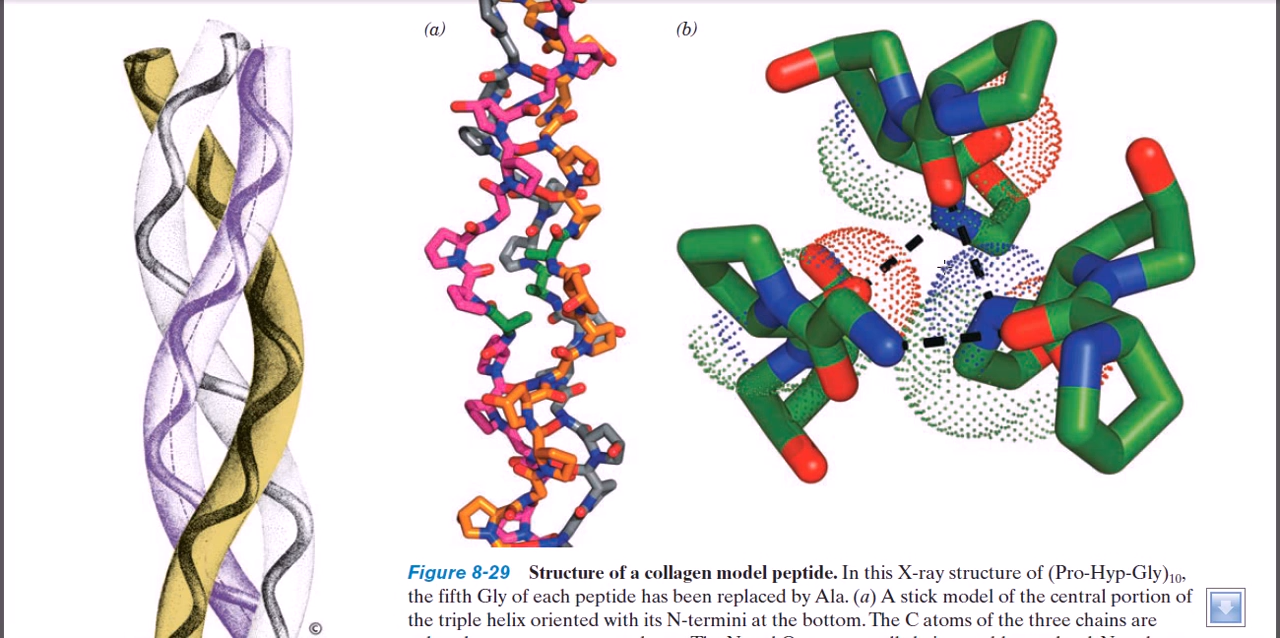 (a)
(b)
©
Figure 8-29 Structure of a collagen model peptide. In this X-ray structure of (Pro-Hyp-Gly)₁₀,
the fifth Gly of each peptide has been replaced by Ala. (a) A stick model of the central portion of
the triple helix oriented with its N-termini at the bottom. The C atoms of the three chains are